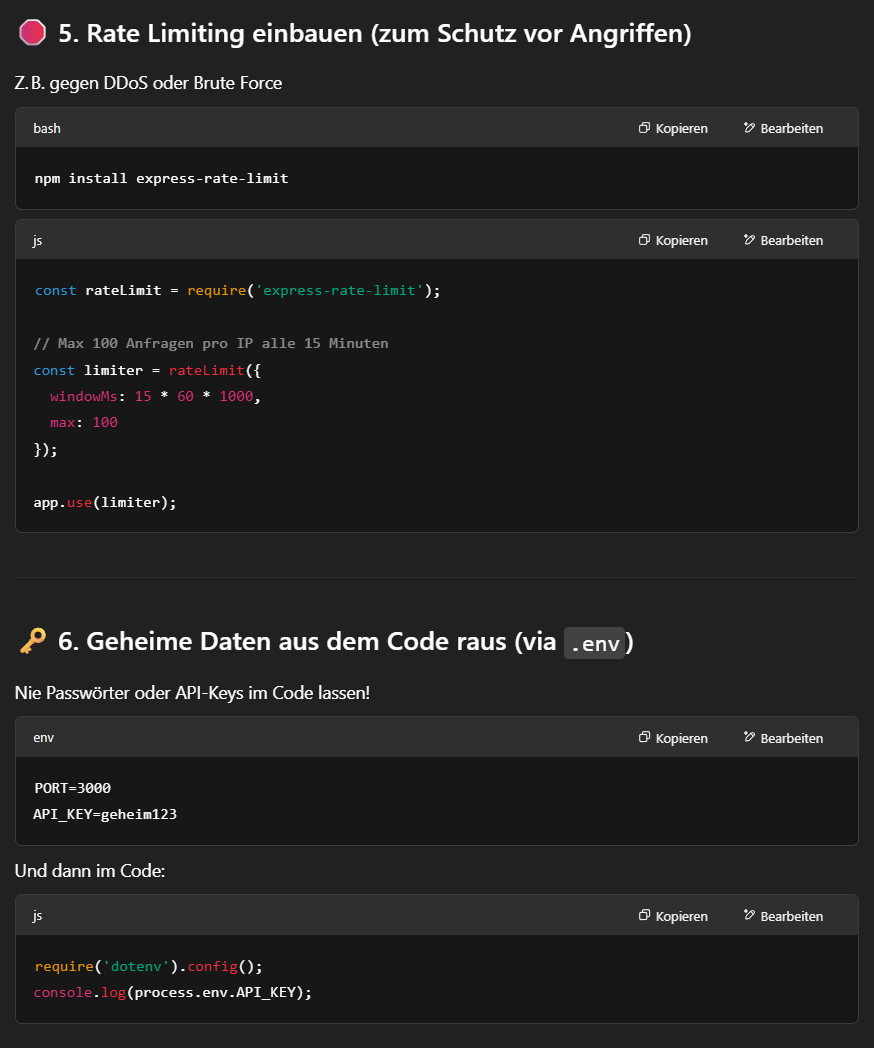 5. Rate Limiting einbauen (zum Schutz vor Angriffen)
Z. B. gegen DDoS oder Brute Force
bash Kopieren Bearbeiten
npm install express-rate-limit
js Kopieren Bearbeiten
const rateLimit = require('express-rate-limit');
// Max 100 Anfragen pro IP alle 15 Minuten
const limiter = rateLimit({
  windowMs: 15 * 60 * 1000,
  max: 100
});
app.use(limiter);
6. Geheime Daten aus dem Code raus (via .env)
Nie Passwörter oder API-Keys im Code lassen!
env Kopieren Bearbeiten
PORT=3000
API_KEY=geheim123
Und dann im Code:
js Kopieren Bearbeiten
require('dotenv').config();
console.log(process.env.API_KEY);